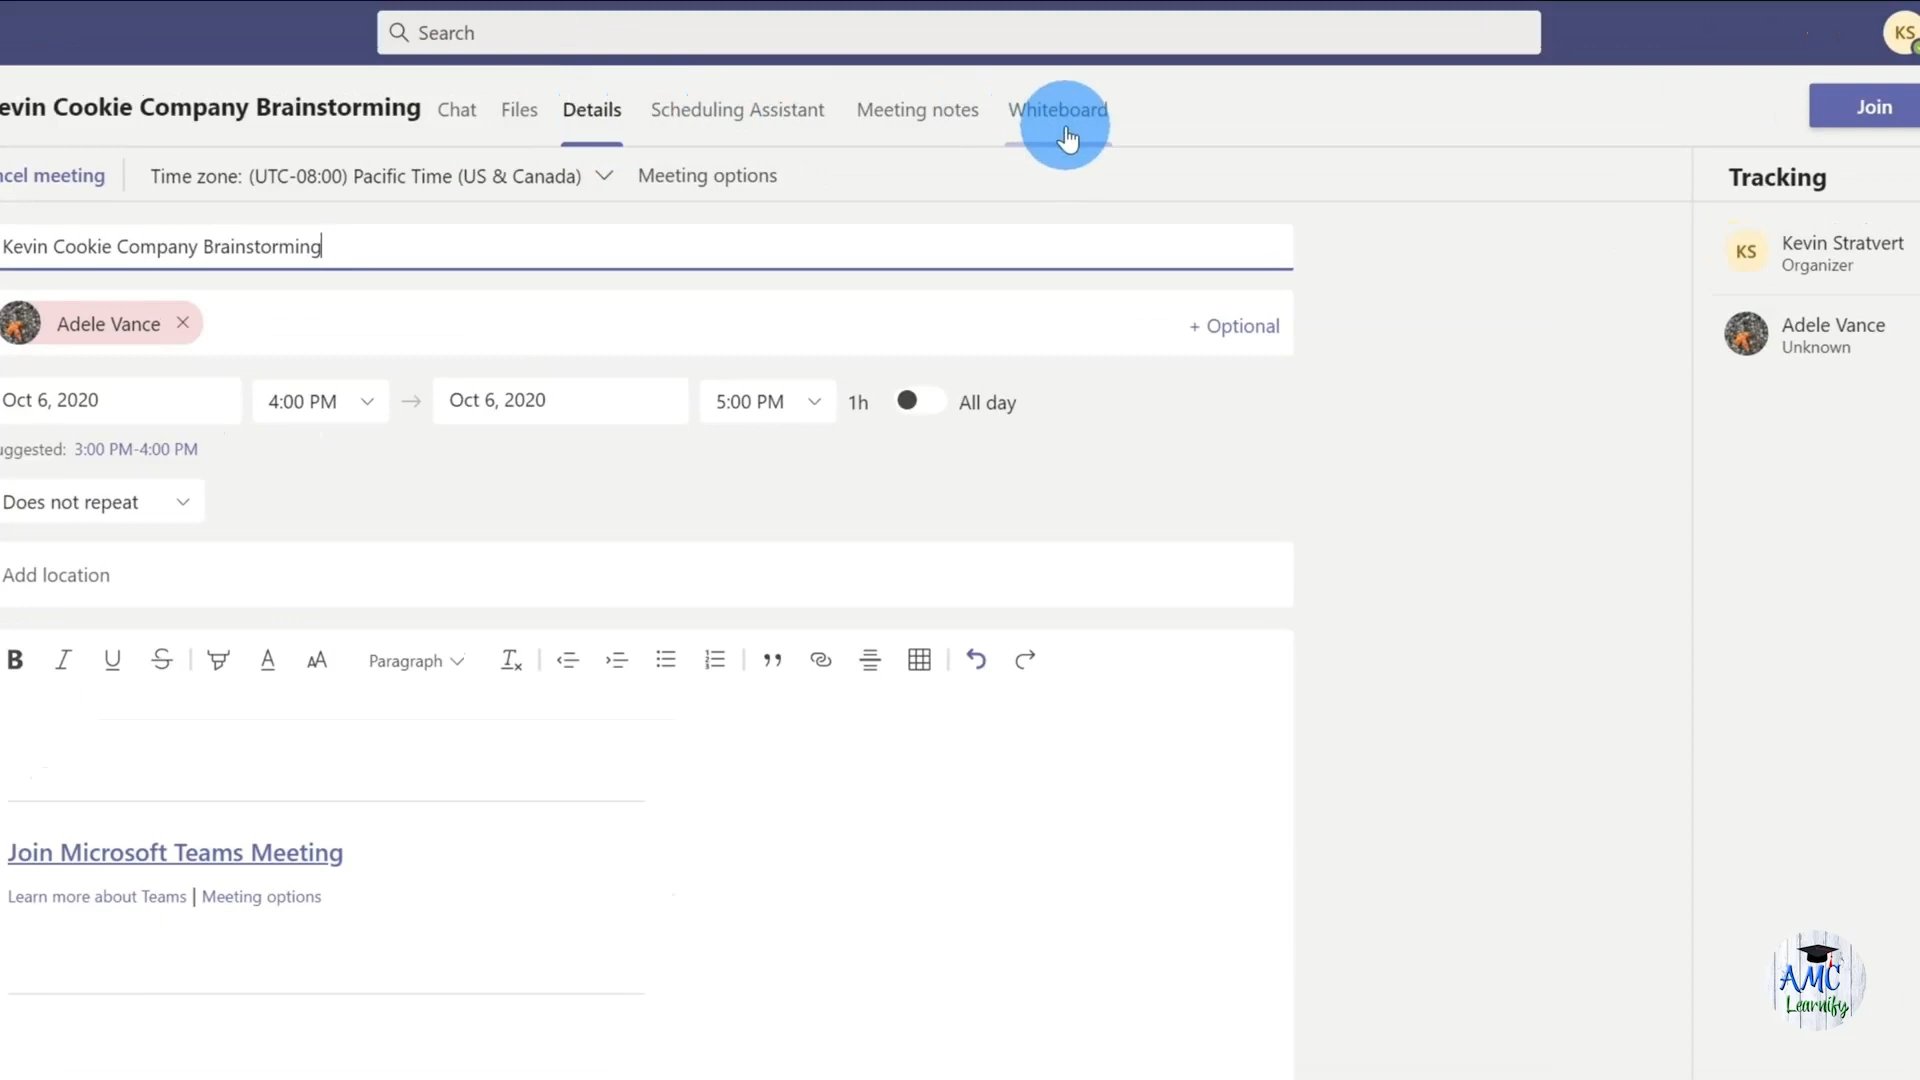 Search
KS
evin Cookie Company Brainstorming Chat Files Details Scheduling Assistant Meeting notes Whiteboard Join
ncel meeting Time zone: (UTC-08:00) Pacific Time (US & Canada) Meeting options
Tracking
Kevin Cookie Company Brainstorming
KS Kevin Stratvert
Organizer
Adele Vance
+ Optional
Adele Vance
Unknown
Oct 6, 2020 4:00 PM → Oct 6, 2020 5:00 PM 1h All day
uggested: 3:00 PM-4:00 PM
Does not repeat
Add location
B I U S A AA Paragraph
Join Microsoft Teams Meeting
Learn more about Teams | Meeting options
AMC
Learnify